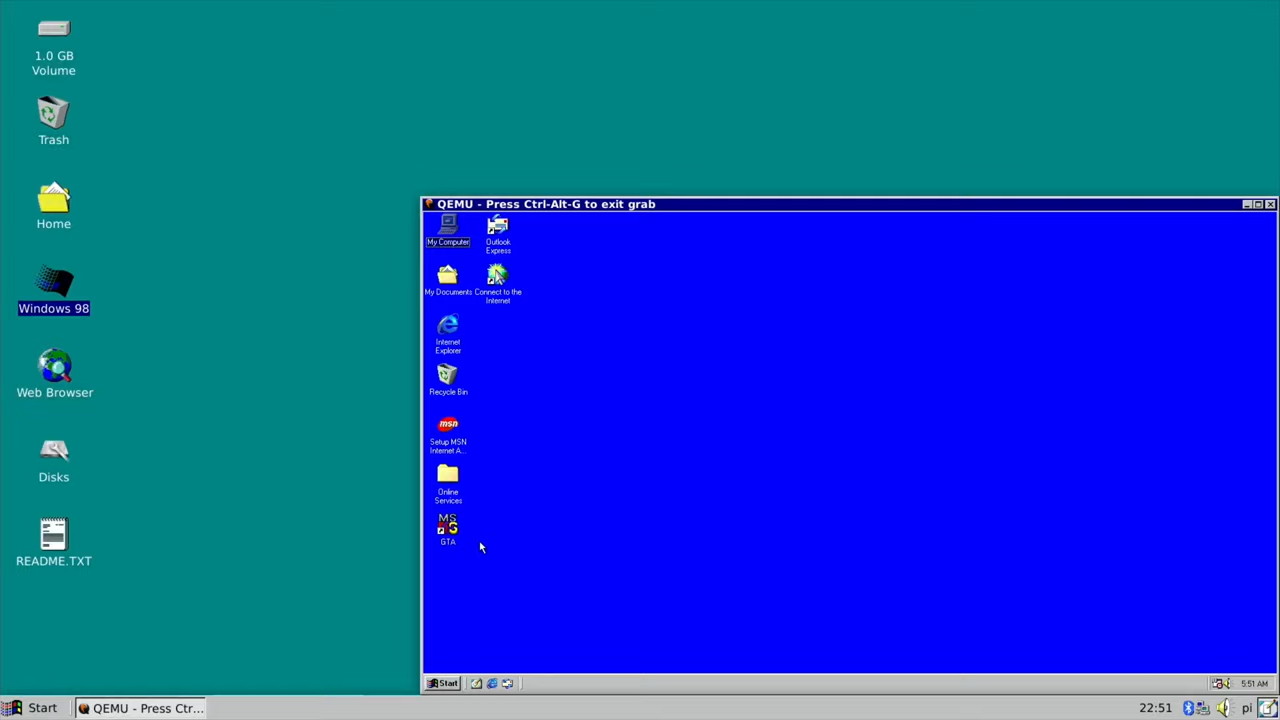 1.0 GB
Volume
Trash
Home
Windows 98
Web Browser
Disks
README.TXT
QEMU - Press Ctrl-Alt-G to exit grab
My Computer
Outlook
Express
My Documents
Connect to the
Internet
Internet
Explorer
Recycle Bin
msn
Setup MSN
Internet A...
Online
Services
MS
GTA
Start
5:51 AM
Start
QEMU - Press Ctr...
22:51
pi